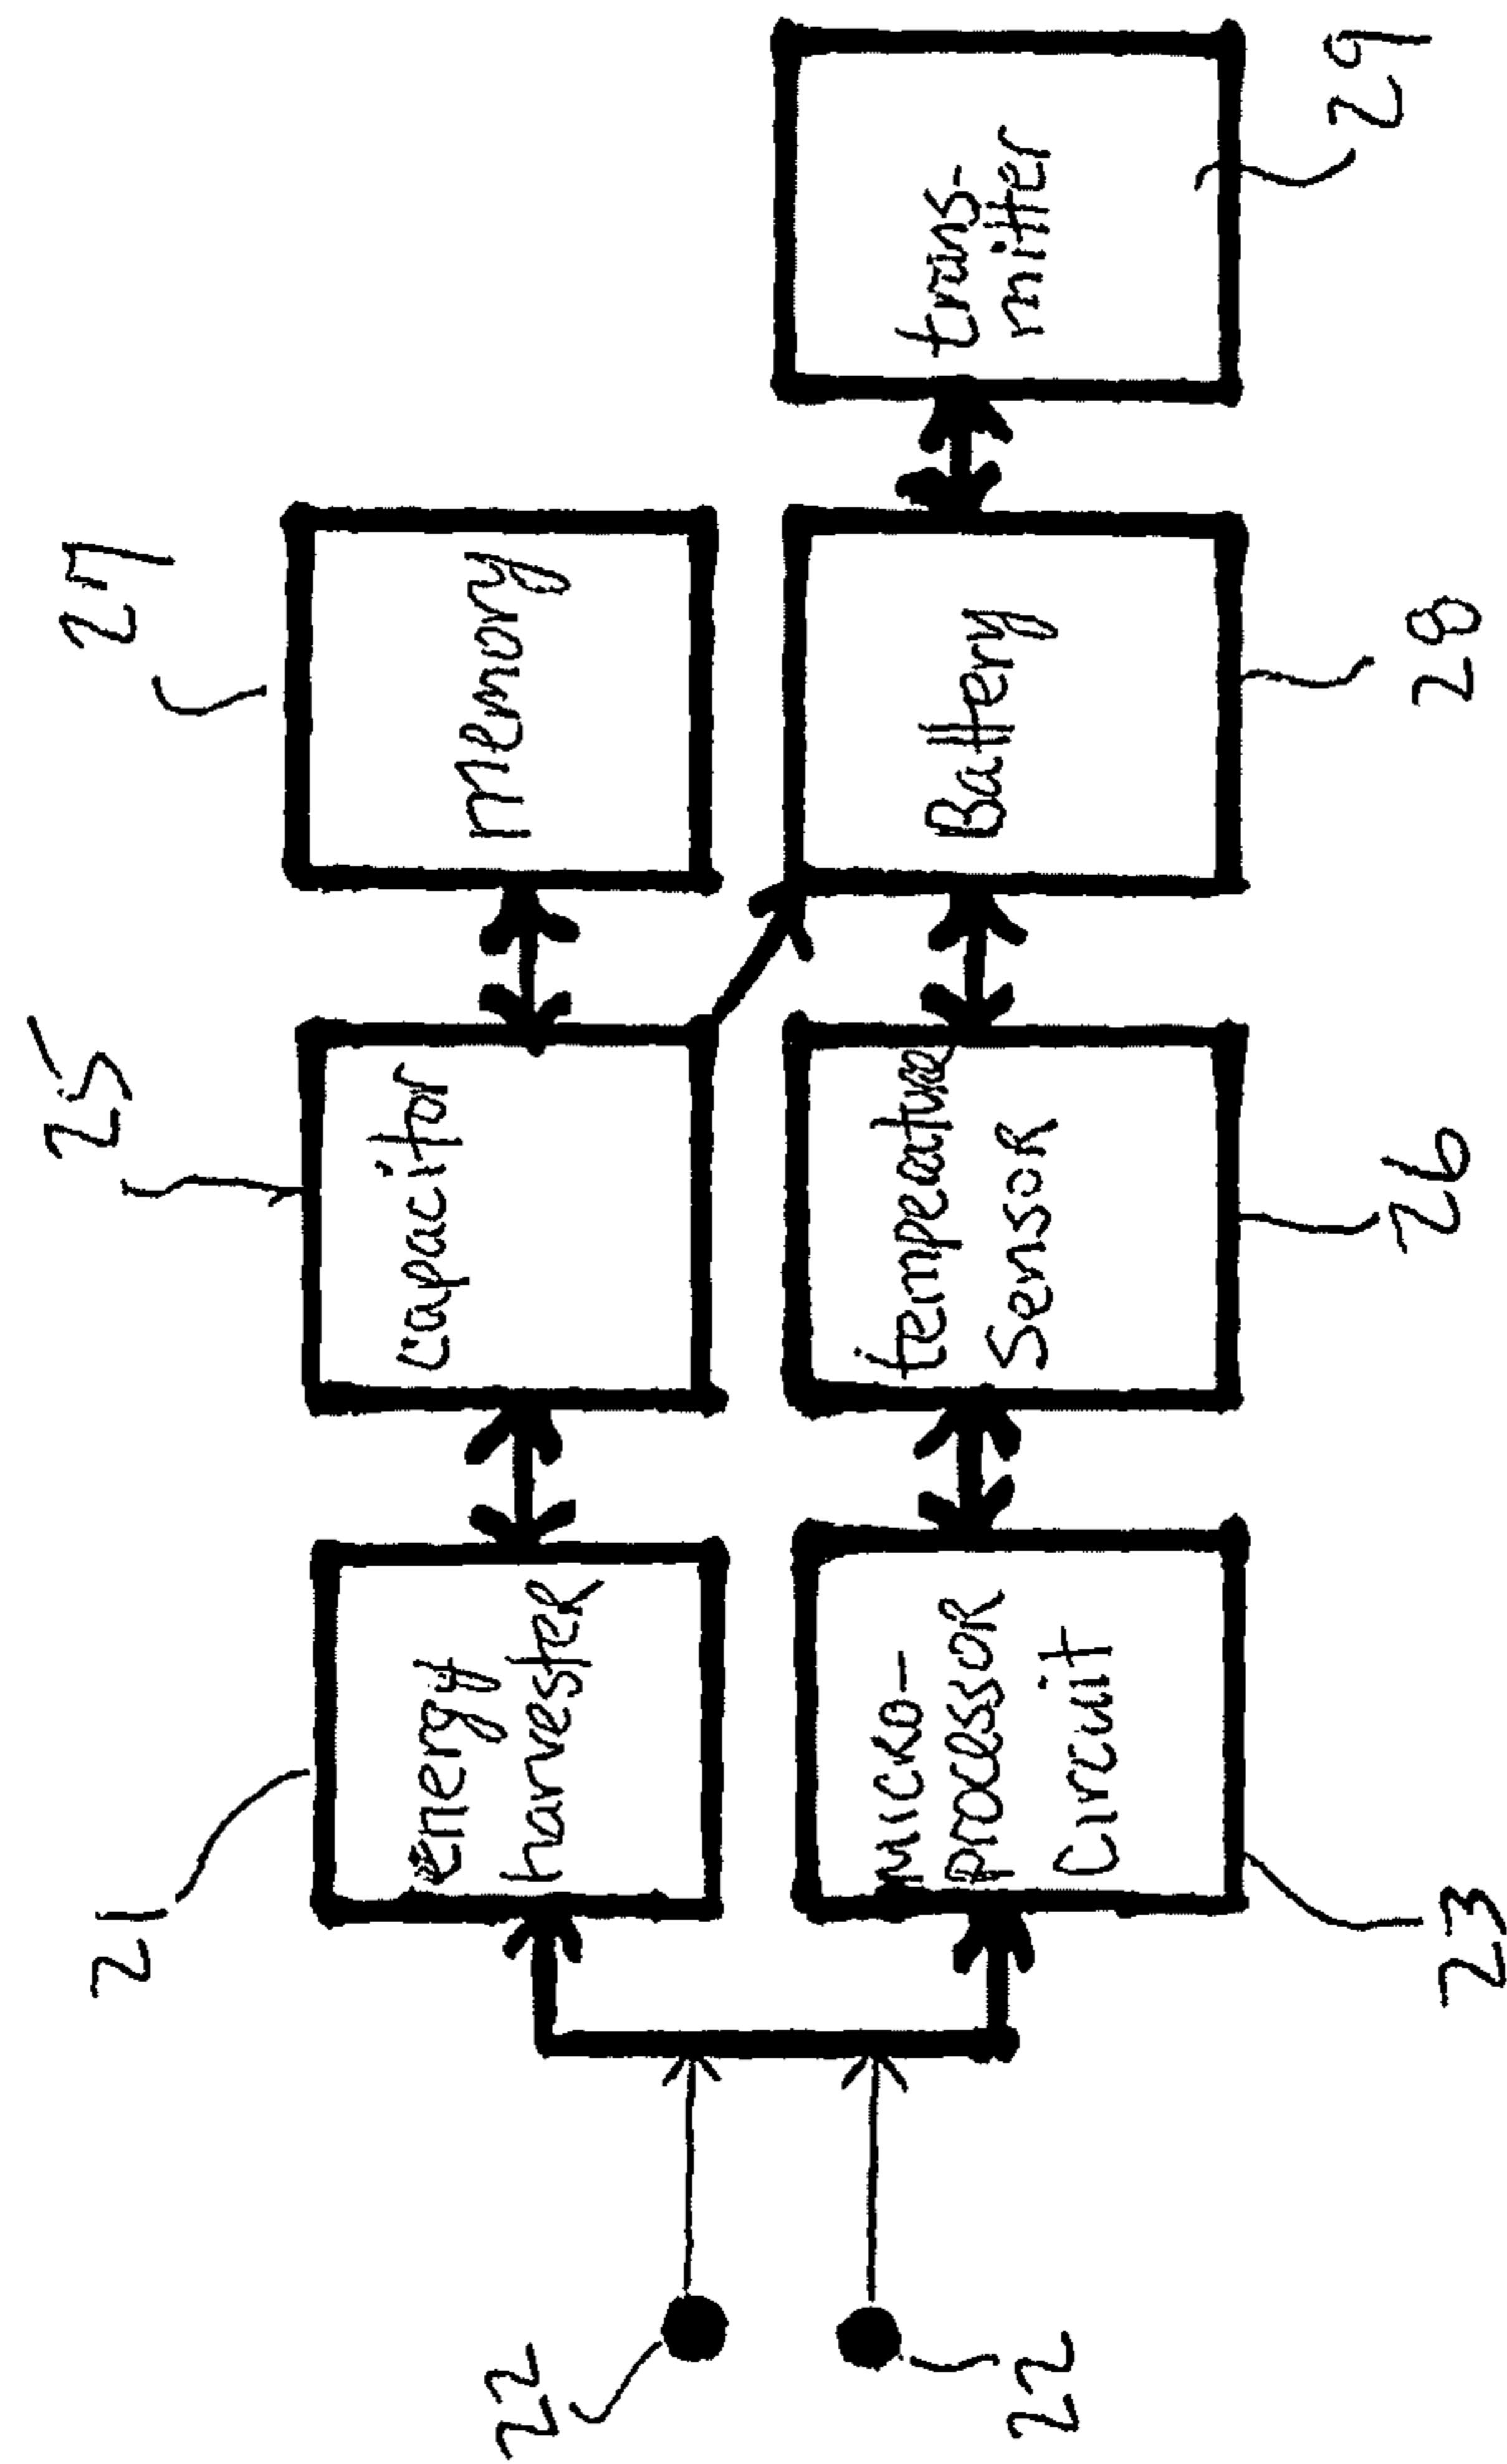 21
25
27
energy
harvester
capacitor
Memory
22
22
Micro-
processor
Circuit
tempeature
Sensor
Battery
trans-
mitter
23
26
28
29